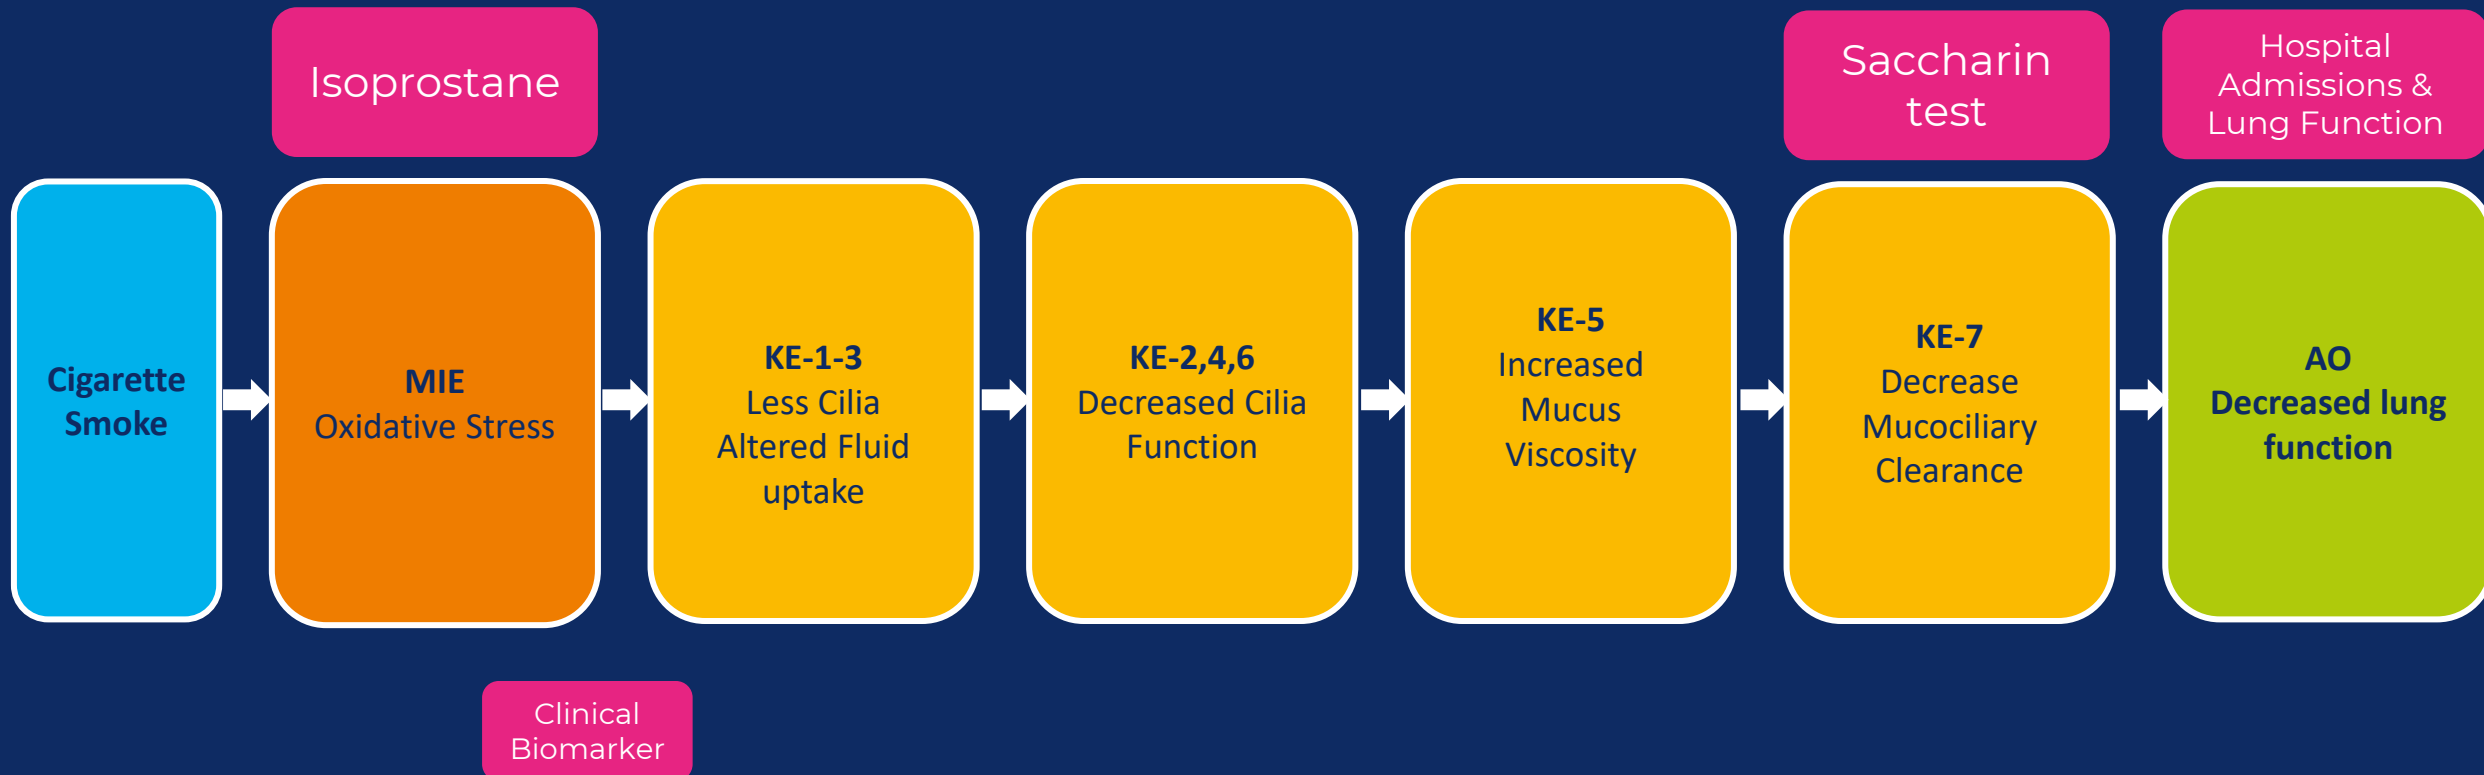 Isoprostane
Saccharin
test
Hospital
Admissions &
Lung Function
Cigarette
Smoke
MIE
Oxidative Stress
KE-1-3
Less Cilia
Altered Fluid
uptake
KE-2,4,6
Decreased Cilia
Function
KE-5
Increased
Mucus
Viscosity
KE-7
Decrease
Mucociliary
Clearance
AO
Decreased lung
function
Clinical
Biomarker